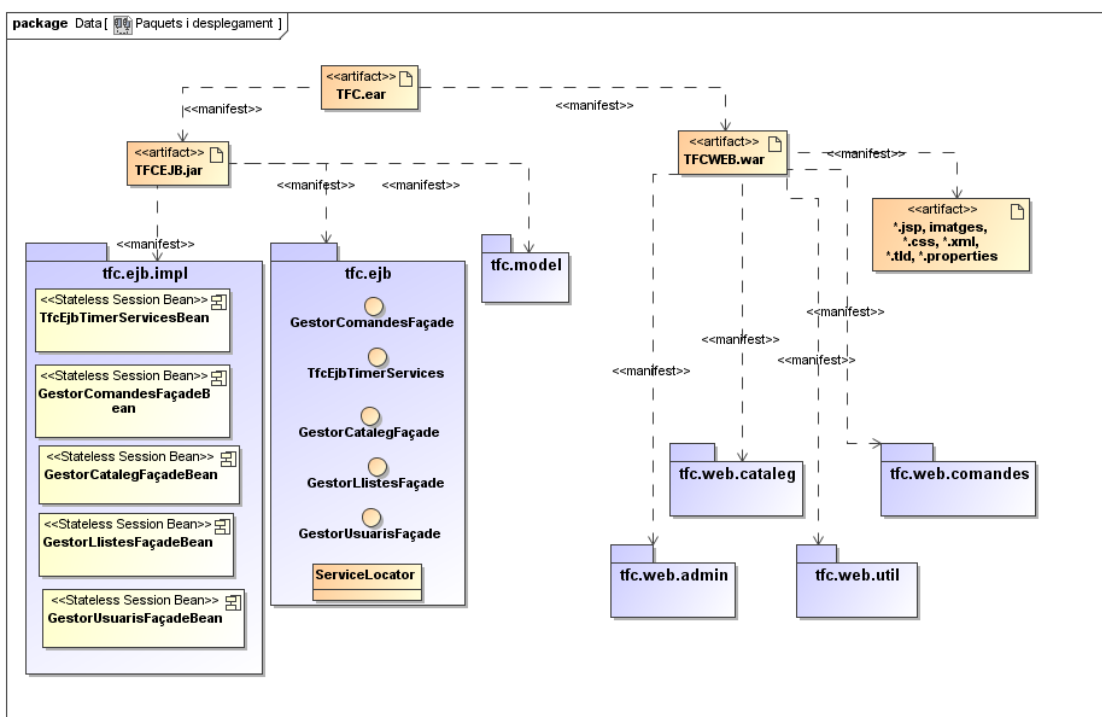 package Data [ Paquets i desplegament ]
<<artifact>>
TFC.ear
<<manifest>>
<<manifest>>
<<artifact>>
TFCEJB.jar
<<artifact>>
TFCWEB.war
<<manifest>>
<<manifest>>
<<manifest>>
<<manifest>>
<<artifact>>
*.jsp, imatges,
*.css, *.xml,
*.tld, *.properties
tfc.ejb.impl
<<Stateless Session Bean>>
TfcEjbTimerServicesBean
<<Stateless Session Bean>>
GestorComandesFaçadeB
ean
<<Stateless Session Bean>>
GestorCatalegFaçadeBean
<<Stateless Session Bean>>
GestorLlistesFaçadeBean
<<Stateless Session Bean>>
GestorUsuarisFaçadeBean
tfc.ejb
GestorComandesFaçade
TfcEjbTimerServices
GestorCatalegFaçade
GestorLlistesFaçade
GestorUsuarisFaçade
ServiceLocator
tfc.model
<<manifest>>
<<manifest>>
<<manifest>>
<<manifest>>
tfc.web.cataleg
tfc.web.comandes
tfc.web.admin
tfc.web.util